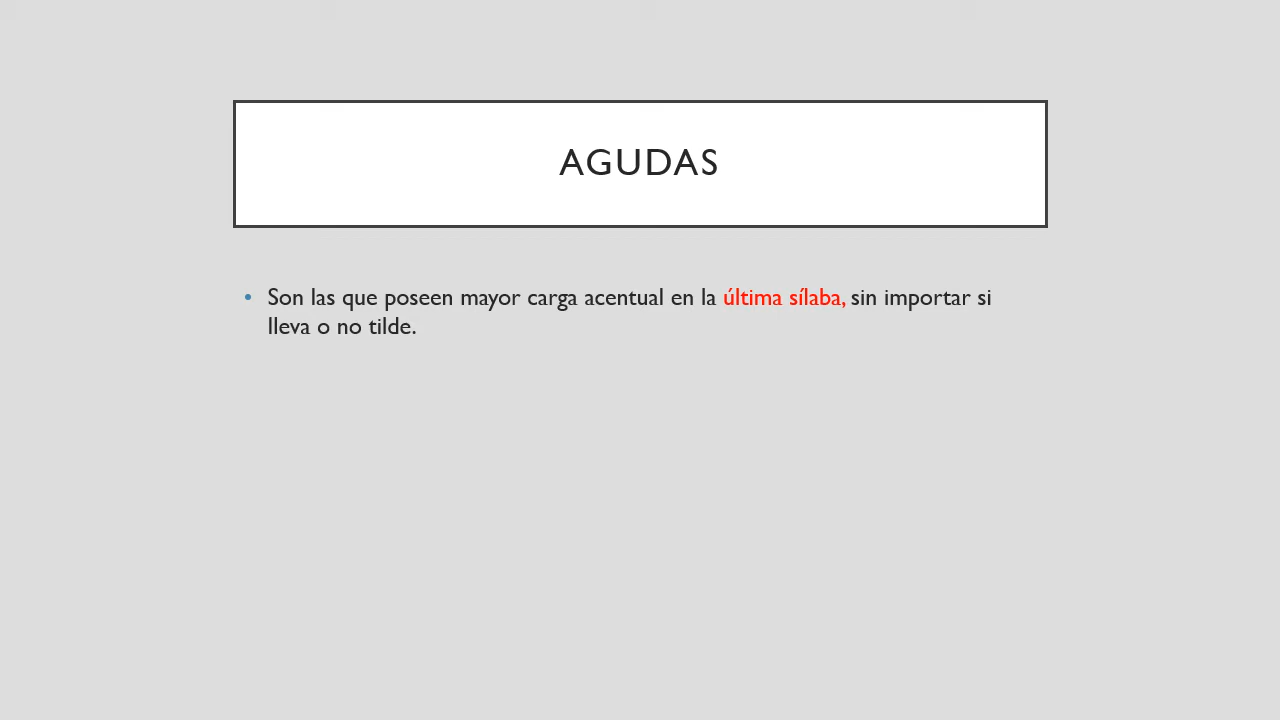 AGUDAS
• Son las que poseen mayor carga acentual en la última sílaba, sin importar si
lleva o no tilde.